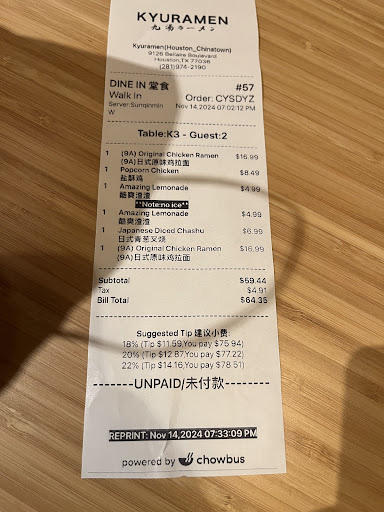 KYURAMEN
九湯ラーメン
Kyuramen(Houston_Chinatown)
9126 Bellaire Boulevard
Houston,TX 77036
(281)974-2190
DINE IN 堂食 #57
Walk In Order: CYSDYZ
Server:Sunqinmin Nov 14,2024 07:02:12 PM
W
Table:K3 - Guest:2
1 (9A) Original Chicken Ramen $16.99
(9A)日式原味鸡拉面
1 Popcorn Chicken $8.49
盐酥鸡
1 Amazing Lemonade $4.99
酷爽渣渣
**Note:no ice**
1 Amazing Lemonade $4.99
酷爽渣渣
1 Japanese Diced Chashu $6.99
日式青葱叉烧
1 (9A) Original Chicken Ramen $16.99
(9A)日式原味鸡拉面
Subtotal $59.44
Tax $4.91
Bill Total $64.35
Suggested Tip 建议小费
18% (Tip $11.59,You pay $75.94)
20% (Tip $12.87,You pay $77.22)
22% (Tip $14.16,You pay $78.51)
-------UNPAID/未付款-------
REPRINT: Nov 14,2024 07:33:09 PM
powered by chowbus